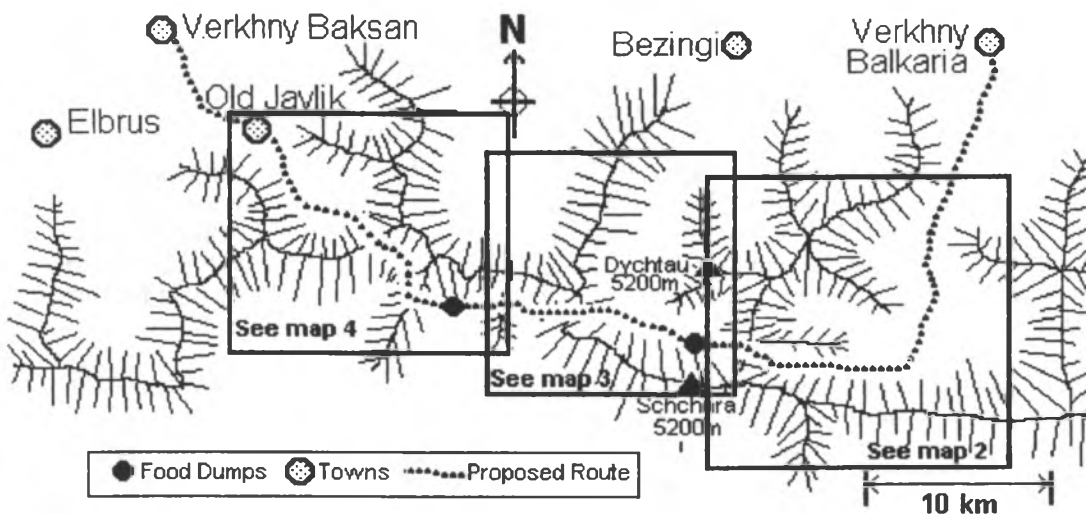 Verkhny Baksan
N
Bezingi
Verkhny
Balkaria
Old Javlik
Elbrus
Dychtau
5200m
See map 4
See map 3
Schchara
5200m
See map 2
Food Dumps
Towns
Proposed Route
10 km